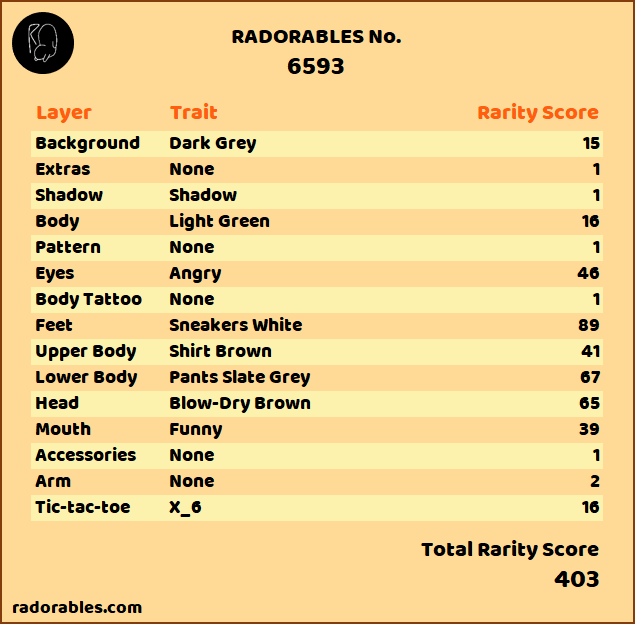 RADORABLES No.
6593
Layer Trait Rarity Score
Background Dark Grey 15
Extras None 1
Shadow Shadow 1
Body Light Green 16
Pattern None 1
Eyes Angry 46
Body Tattoo None 1
Feet Sneakers White 89
Upper Body Shirt Brown 41
Lower Body Pants Slate Grey 67
Head Blow-Dry Brown 65
Mouth Funny 39
Accessories None 1
Arm None 2
Tic-tac-toe X_6 16
Total Rarity Score
403
radorables.com